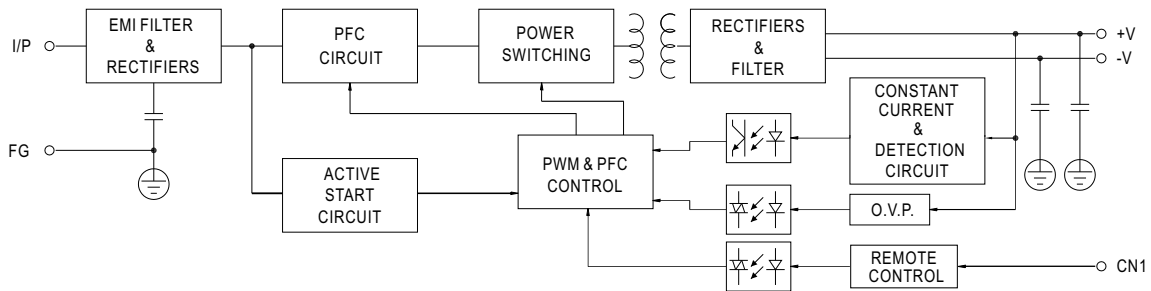 I/P
EMI FILTER
&
RECTIFIERS
PFC
CIRCUIT
POWER
SWITCHING
RECTIFIERS
&
FILTER
+V
-V
FG
ACTIVE
START
CIRCUIT
PWM & PFC
CONTROL
CONSTANT
CURRENT
&
DETECTION
CIRCUIT
O.V.P.
REMOTE
CONTROL
CN1